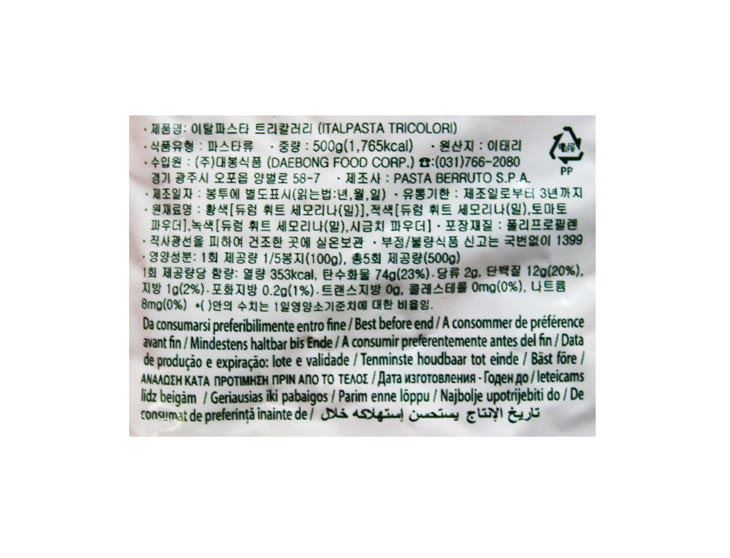 · 제품명: 이탈파스타 트리칼러리 (ITALPASTA TRICOLORI)
· 식품유형 : 파스타류 · 중량 : 500g(1,765kcal) · 원산지 : 이태리
· 수입원 : (주)대봉식품 (DAEBONG FOOD CORP.) ☎:(031)766-2080
경기 광주시 오포읍 양벌로 58-7 · 제조사 : PASTA BERRUTO S.P.A.
· 제조일자 : 봉투에 별도표시(읽는법:년,월,일) · 유통기한 : 제조일로부터 3년까지
· 원재료명 : 황색[듀럼 휘트 세모리나(밀)],적색[듀럼 휘트 세모리나(밀),토마토
파우더],녹색[듀럼 휘트 세모리나(밀),시금치 파우더] · 포장재질 : 폴리프로필렌
· 직사광선을 피하여 건조한 곳에 실온보관 · 부정/불량식품 신고는 국번없이 1399
· 영양성분: 1회 제공량 1/5봉지(100g), 총5회 제공량(500g)
1회 제공량당 함량: 열량 353kcal, 탄수화물 74g(23%)· 당류 2g, 단백질 12g(20%),
지방 1g(2%)· 포화지방 0.2g(1%)· 트랜스지방 0g, 콜레스테롤 0mg(0%), 나트륨
8mg(0%) *( )안의 수치는 1일영양소기준치에 대한 비율임.
PP
Da consumarsi preferibilmente entro fine / Best before end / A consommer de préférence
avant fin / Mindestens haltbar bis Ende / A consumir preferentemente antes del fin / Data
de produção e expiração: lote e validade / Tenminste houdbaar tot einde / Bäst före /
ΑΝΑΛΩΣΗ ΚΑΤΑ ΠΡΟΤΙΜΗΣΗ ΠΡΙΝ ΑΠΟ ΤΟ ΤΕΛΟΣ / Дата изготовления - Годен до / Ieteicams
līdz beigām / Geriausias iki pabaigos / Parim enne lõppu / Najbolje upotrijebiti do / De
consumat de preferinţă înainte de / تاريخ الإنتاج يستحسن إستهلاكه خلال